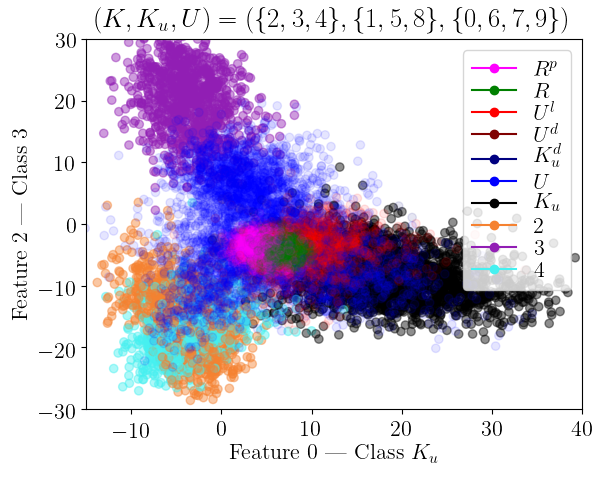 (K, K_u, U) = ({2, 3, 4}, {1, 5, 8}, {0, 6, 7, 9})
Feature 2 — Class 3
30
20
10
0
−10
−20
−30
R^p
R
U^l
U^d
K_u^d
U
K_u
2
3
4
−10
0
10
20
30
40
Feature 0 — Class K_u